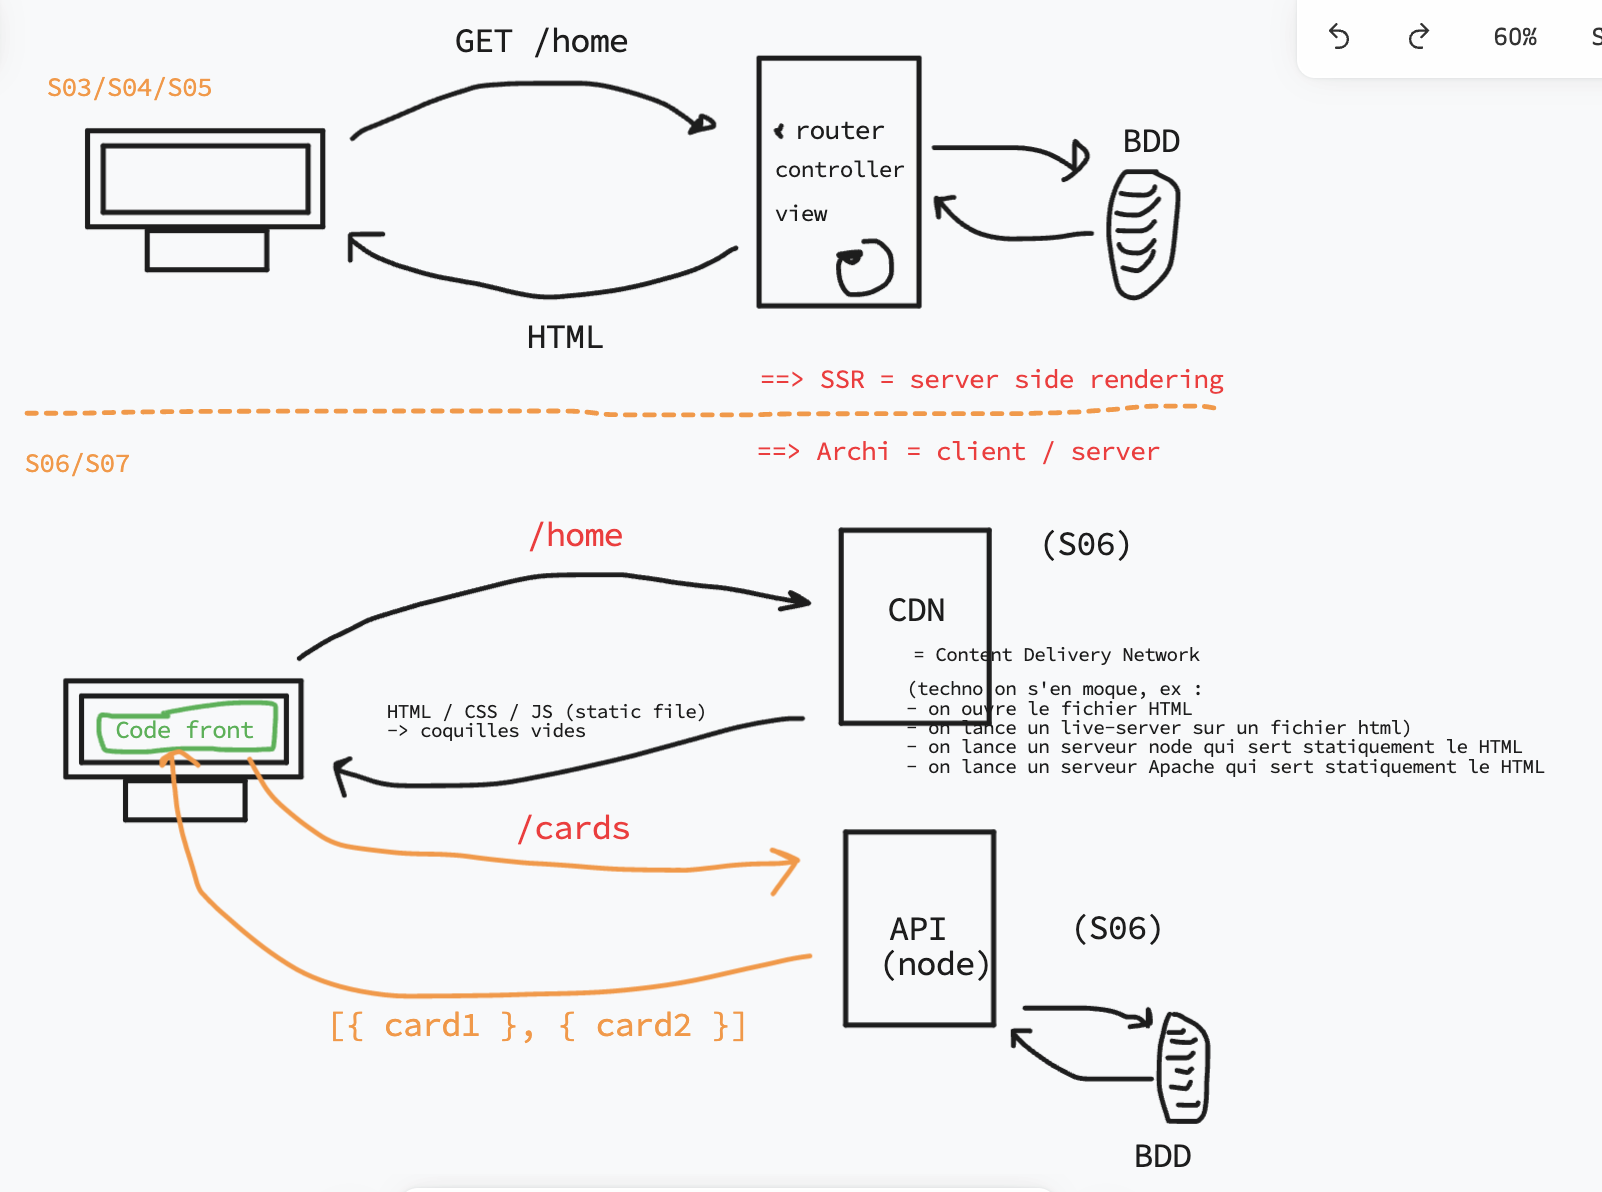 GET /home
60%
S03/S04/S05
router
BDD
controller
view
HTML
==> SSR = server side rendering
==> Archi = client / server
S06/S07
/home
(S06)
CDN
= Content Delivery Network
(techno on s'en moque, ex :
- on ouvre le fichier HTML
- on lance un live-server sur un fichier html)
- on lance un serveur node qui sert statiquement le HTML
- on lance un serveur Apache qui sert statiquement le HTML
HTML / CSS / JS (static file)
-> coquilles vides
Code front
/cards
API
(node)
(S06)
[{ card1 }, { card2 }]
BDD